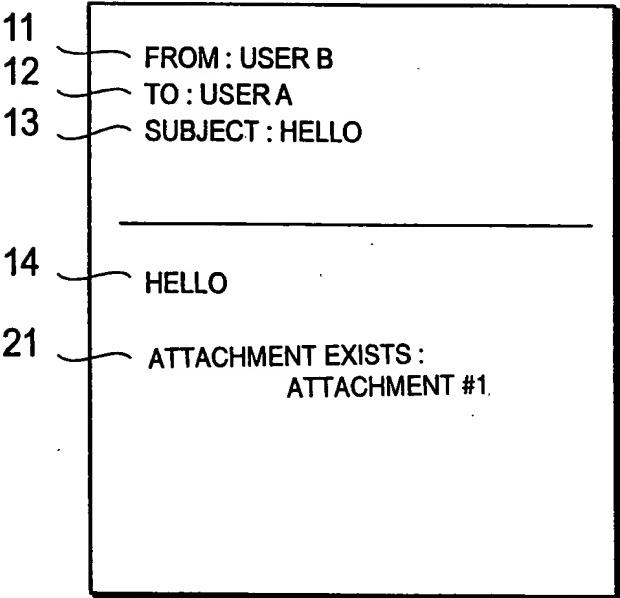 11 FROM : USER B
12 TO : USER A
13 SUBJECT : HELLO
14 HELLO
21 ATTACHMENT EXISTS :
ATTACHMENT #1